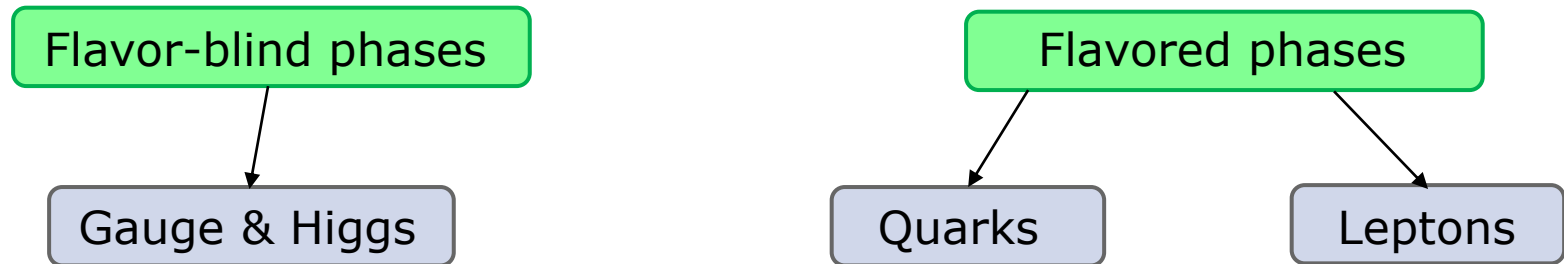 Flavor-blind phases
Flavored phases
Gauge & Higgs
Quarks
Leptons